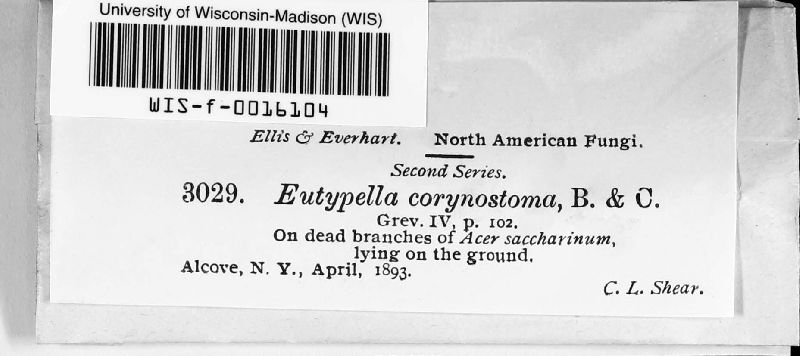 University of Wisconsin-Madison (WIS)
WIS-f-0016104
Ellis & Everhart. North American Fungi.
Second Series.
3029. Eutypella corynostoma, B. & C.
Grev. IV, p. 102.
On dead branches of Acer saccharinum,
lying on the ground.
Alcove, N. Y., April, 1893.
C. L. Shear.